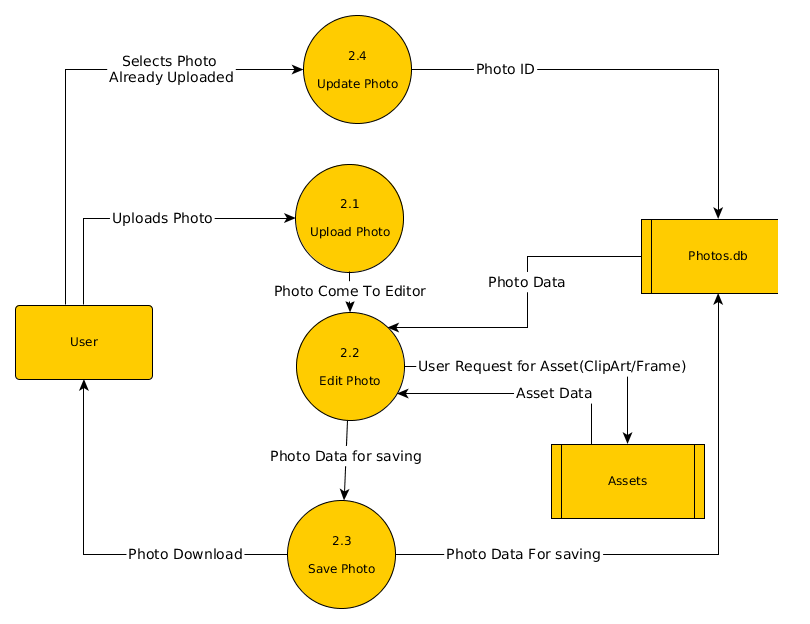 2.4
Update Photo
Selects Photo
Already Uploaded
Photo ID
2.1
Upload Photo
Uploads Photo
Photos.db
Photo Data
Photo Come To Editor
User
2.2
Edit Photo
User Request for Asset(ClipArt/Frame)
Asset Data
Photo Data for saving
Assets
2.3
Save Photo
Photo Download
Photo Data For saving